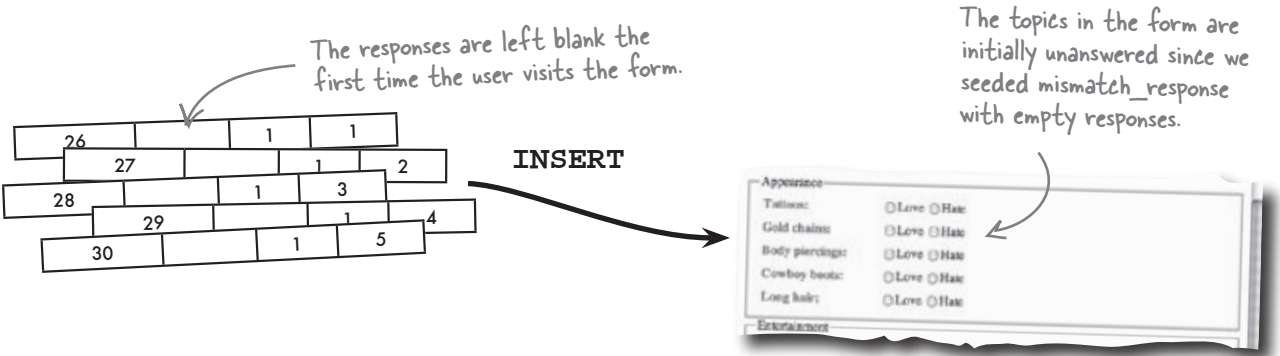 The responses are left blank the
first time the user visits the form.
The topics in the form are
initially unanswered since we
seeded mismatch_response
with empty responses.
26 1 1
27 1 2
28 1 3
29 1 4
30 1 5
INSERT
Appearance
Tattoos: Love Hate
Gold chains: Love Hate
Body piercings: Love Hate
Cowboy boots: Love Hate
Long hair: Love Hate
Entertainment